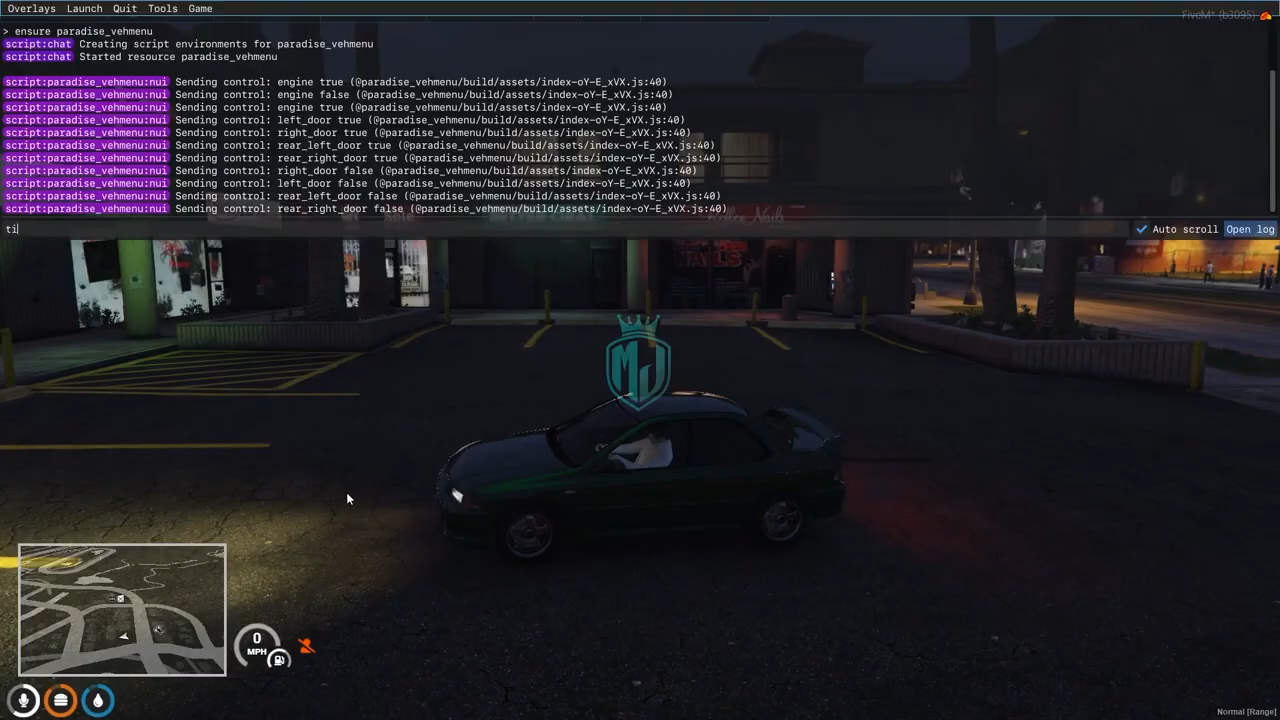 Overlays Launch Quit Tools Game
FiveM* (b3095)
> ensure paradise_vehmenu
script:chat Creating script environments for paradise_vehmenu
script:chat Started resource paradise_vehmenu
script:paradise_vehmenu:nui Sending control: engine true (@paradise_vehmenu/build/assets/index-oY-E_xVX.js:40)
script:paradise_vehmenu:nui Sending control: engine false (@paradise_vehmenu/build/assets/index-oY-E_xVX.js:40)
script:paradise_vehmenu:nui Sending control: engine true (@paradise_vehmenu/build/assets/index-oY-E_xVX.js:40)
script:paradise_vehmenu:nui Sending control: left_door true (@paradise_vehmenu/build/assets/index-oY-E_xVX.js:40)
script:paradise_vehmenu:nui Sending control: right_door true (@paradise_vehmenu/build/assets/index-oY-E_xVX.js:40)
script:paradise_vehmenu:nui Sending control: rear_left_door true (@paradise_vehmenu/build/assets/index-oY-E_xVX.js:40)
script:paradise_vehmenu:nui Sending control: rear_right_door true (@paradise_vehmenu/build/assets/index-oY-E_xVX.js:40)
script:paradise_vehmenu:nui Sending control: right_door false (@paradise_vehmenu/build/assets/index-oY-E_xVX.js:40)
script:paradise_vehmenu:nui Sending control: left_door false (@paradise_vehmenu/build/assets/index-oY-E_xVX.js:40)
script:paradise_vehmenu:nui Sending control: rear_left_door false (@paradise_vehmenu/build/assets/index-oY-E_xVX.js:40)
script:paradise_vehmenu:nui Sending control: rear_right_door false (@paradise_vehmenu/build/assets/index-oY-E_xVX.js:40)
Nails
ti
Auto scroll Open log
NAILS
MJ
0
MPH
Normal [Range]